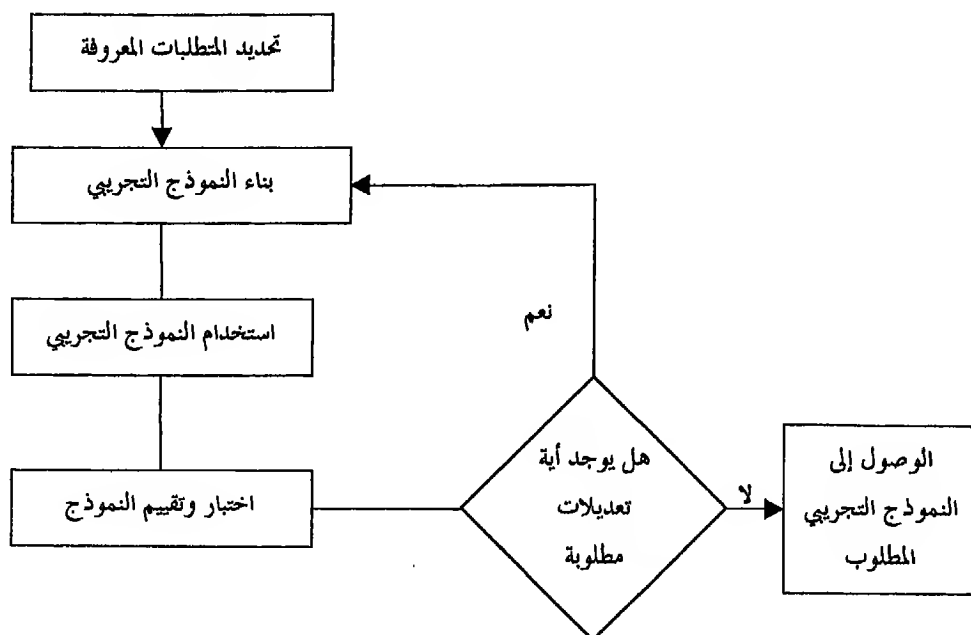 تحديد المتطلبات المعروفة
بناء النموذج التجريبي
استخدام النموذج التجريبي
اختبار وتقييم النموذج
نعم
هل يوجد أية
تعديلات
مطلوبة
لا
الوصول إلى
النموذج التجريبي
المطلوب